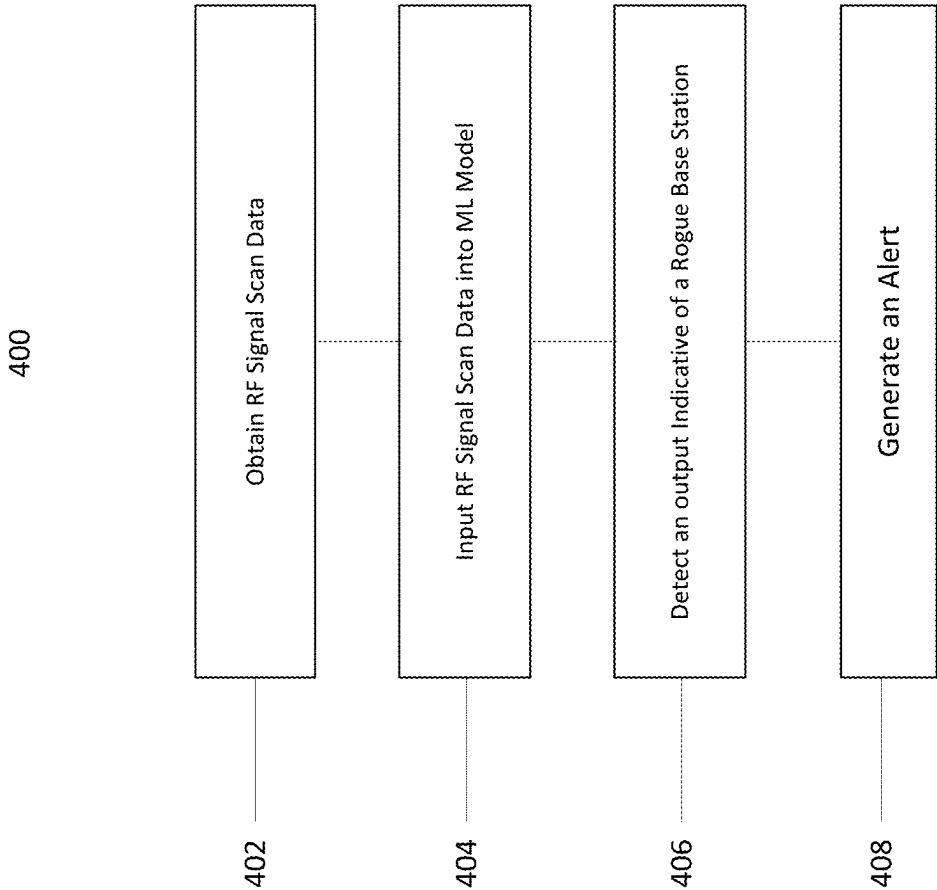 400
402
Obtain RF Signal Scan Data
404
Input RF Signal Scan Data into ML Model
406
Detect an output Indicative of a Rogue Base Station
408
Generate an Alert